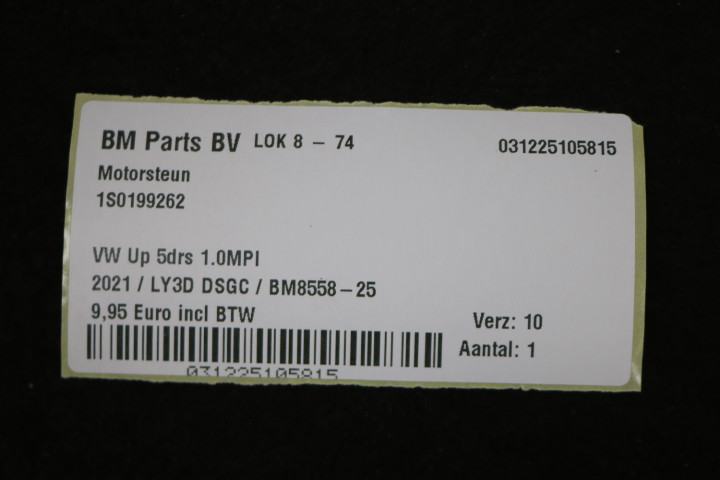 BM Parts BV LOK 8 - 74 031225105815
Motorsteun
1S0199262
VW Up 5drs 1.0MPI
2021 / LY3D DSGC / BM8558-25
9,95 Euro incl BTW
Verz: 10
Aantal: 1
031225105815